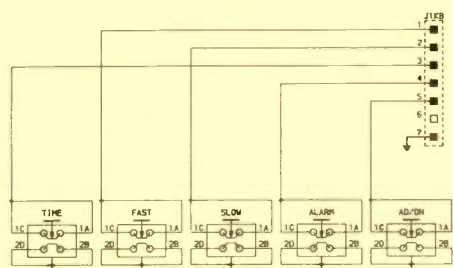 J1KB
1
2
3
4
5
6
7
TIME FAST SLOW ALARM AD/ON
1C 1A 1C 1A 1C 1A 1C 1A 1C 1A
2D 2B 2D 2B 2D 2B 2D 2B 2D 2B